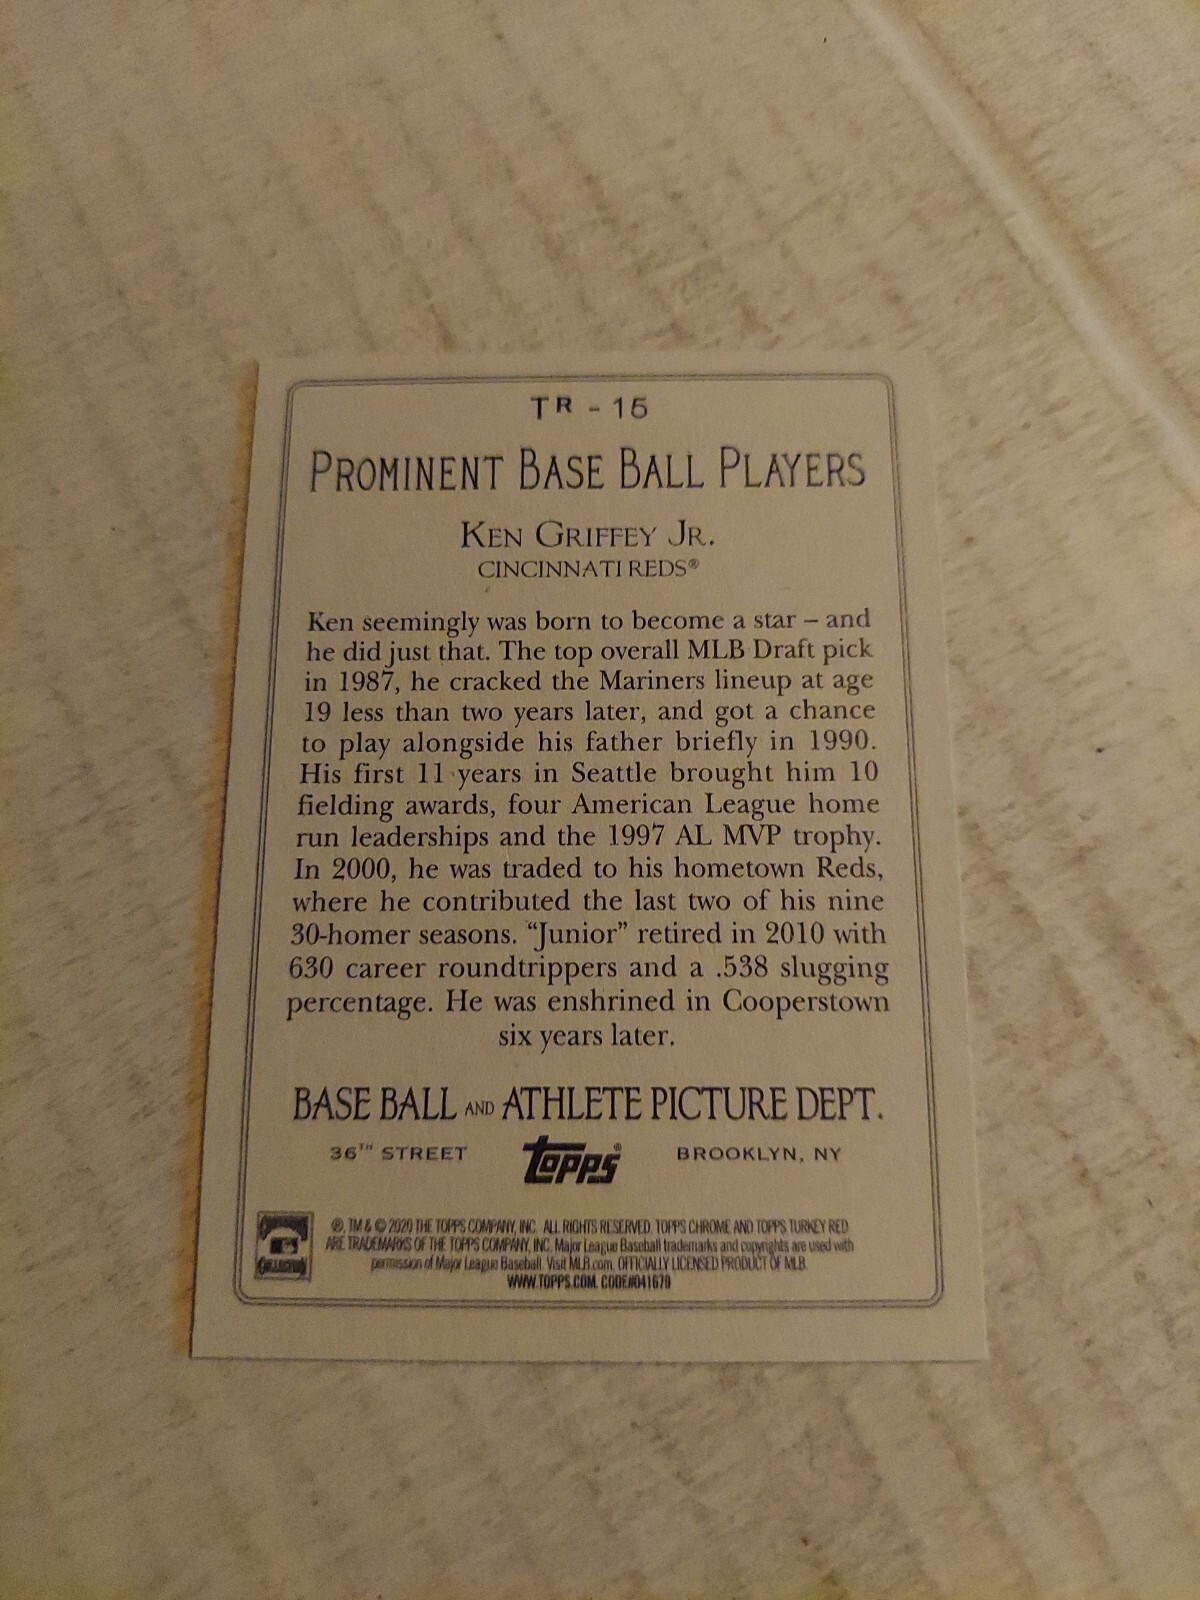 TR - 15
PROMINENT BASE BALL PLAYERS
KEN GRIFFEY JR.
CINCINNATI REDS®
Ken seemingly was born to become a star – and
he did just that. The top overall MLB Draft pick
in 1987, he cracked the Mariners lineup at age
19 less than two years later, and got a chance
to play alongside his father briefly in 1990.
His first 11 years in Seattle brought him 10
fielding awards, four American League home
run leaderships and the 1997 AL MVP trophy.
In 2000, he was traded to his hometown Reds,
where he contributed the last two of his nine
30-homer seasons. “Junior” retired in 2010 with
630 career roundtrippers and a .538 slugging
percentage. He was enshrined in Cooperstown
six years later.
BASE BALL AND ATHLETE PICTURE DEPT.
36TH STREET topps® BROOKLYN, NY
®, TM & © 2020 THE TOPPS COMPANY, INC. ALL RIGHTS RESERVED. TOPPS CHROME AND TOPPS TURKEY RED
ARE TRADEMARKS OF THE TOPPS COMPANY, INC. Major League Baseball trademarks and copyrights are used with
permission of Major League Baseball. Visit MLB.com. OFFICIALLY LICENSED PRODUCT OF MLB.
WWW.TOPPS.COM. CODE#041679